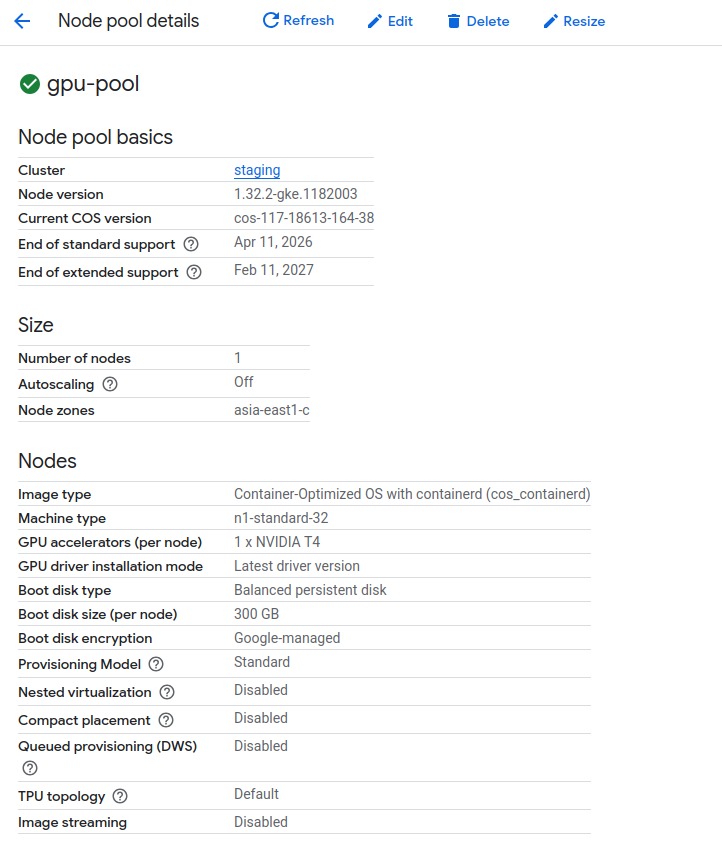 Node pool details Refresh Edit Delete Resize
gpu-pool
Node pool basics
Cluster staging
Node version 1.32.2-gke.1182003
Current COS version cos-117-18613-164-38
End of standard support Apr 11, 2026
End of extended support Feb 11, 2027
Size
Number of nodes 1
Autoscaling Off
Node zones asia-east1-c
Nodes
Image type Container-Optimized OS with containerd (cos_containerd)
Machine type n1-standard-32
GPU accelerators (per node) 1 x NVIDIA T4
GPU driver installation mode Latest driver version
Boot disk type Balanced persistent disk
Boot disk size (per node) 300 GB
Boot disk encryption Google-managed
Provisioning Model Standard
Nested virtualization Disabled
Compact placement Disabled
Queued provisioning (DWS) Disabled
TPU topology Default
Image streaming Disabled